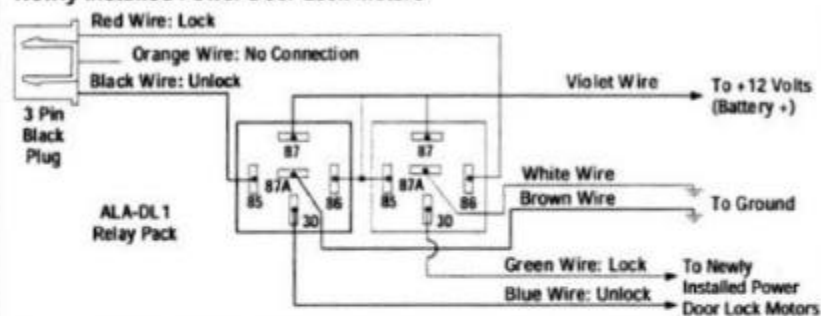 Red Wire: Lock
Orange Wire: No Connection
Black Wire: Unlock
3 Pin
Black
Plug
Violet Wire
To +12 Volts
(Battery +)
87
87
87A
87A
85
86
85
86
30
30
White Wire
Brown Wire
To Ground
ALA-DL1
Relay Pack
Green Wire: Lock
Blue Wire: Unlock
To Newly
Installed Power
Door Lock Motors